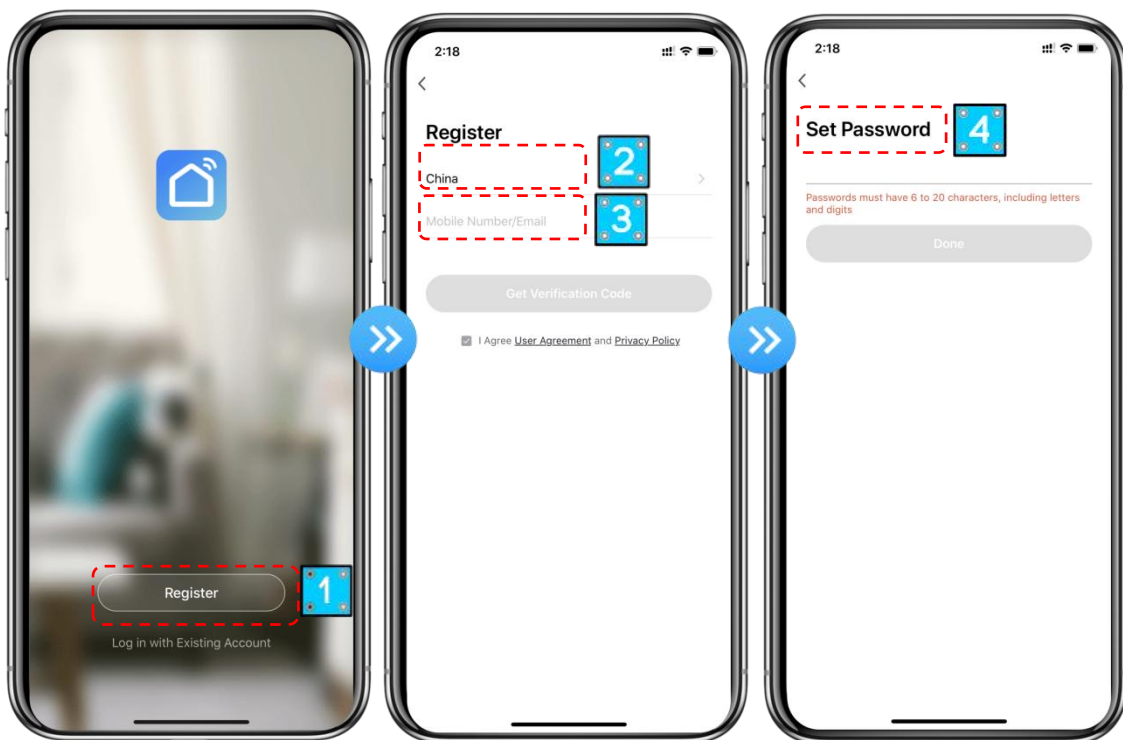 Register
1
Log in with Existing Account
2:18
Register
China
2
Mobile Number/Email
3
Get Verification Code
I Agree User Agreement and Privacy Policy
2:18
Set Password
4
Passwords must have 6 to 20 characters, including letters
and digits
Done